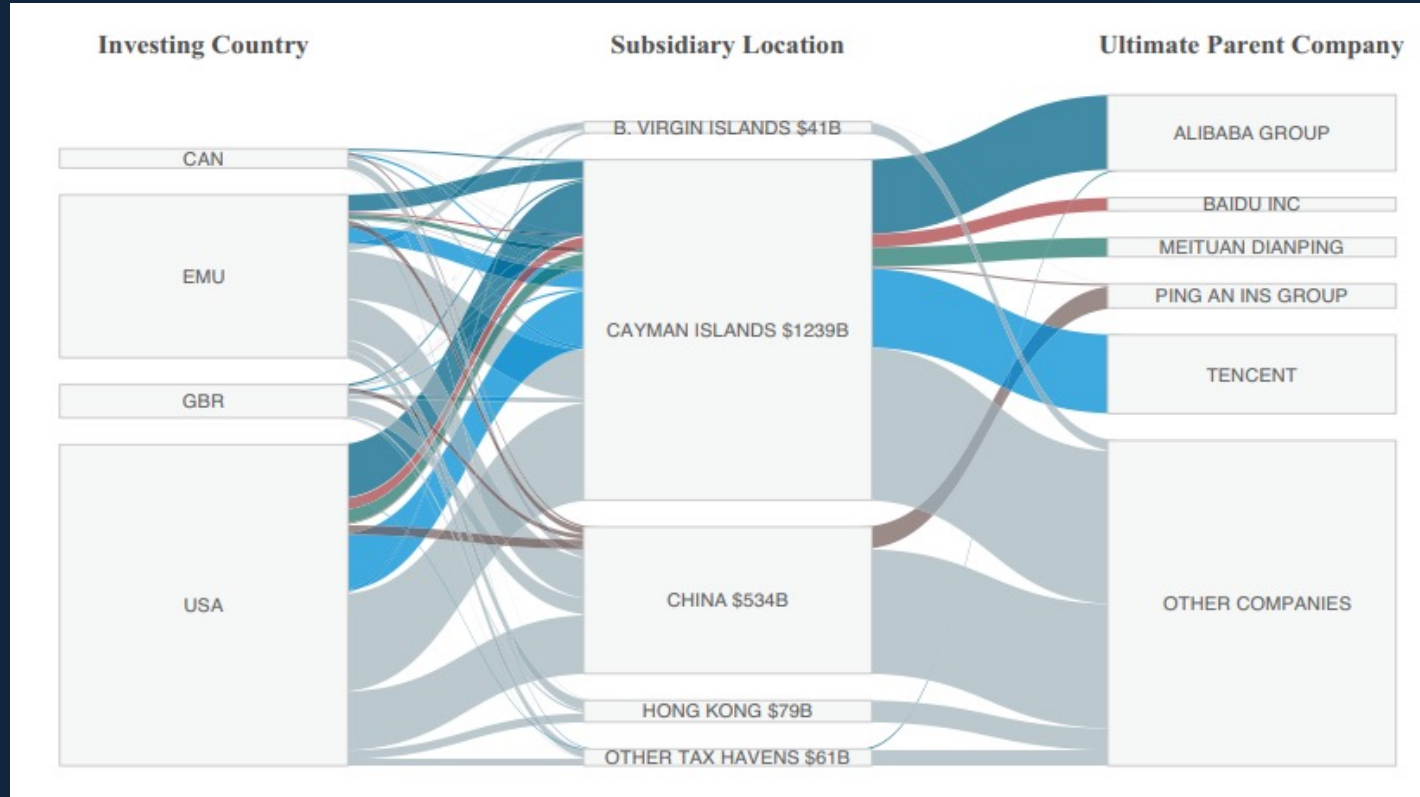 Investing Country
Subsidiary Location
Ultimate Parent Company
CAN
EMU
GBR
USA
B. VIRGIN ISLANDS $41B
CAYMAN ISLANDS $1239B
CHINA $534B
HONG KONG $79B
OTHER TAX HAVENS $61B
ALIBABA GROUP
BAIDU INC
MEITUAN DIANPING
PING AN INS GROUP
TENCENT
OTHER COMPANIES